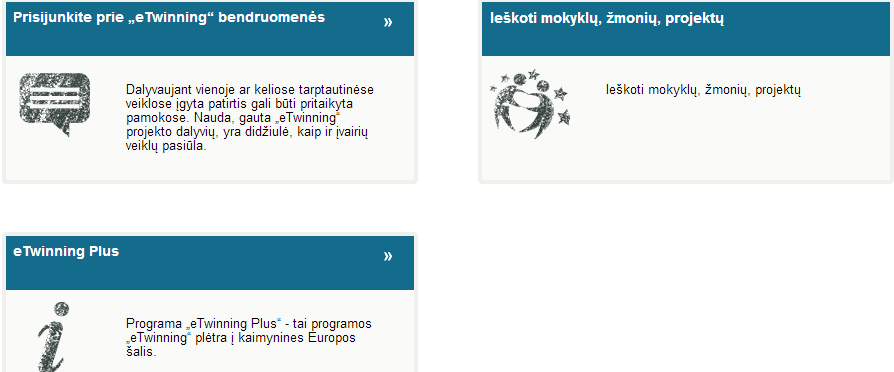 Prisijunkite prie „eTwinning“ bendruomenės »
Dalyvaujant vienoje ar keliose tarptautinėse
veiklose įgyta patirtis gali būti pritaikyta
pamokose. Nauda, gauta „eTwinning“
projekto dalyvių, yra didžiulė, kaip ir įvairių
veiklų pasiūla.
Ieškoti mokyklų, žmonių, projektų
Ieškoti mokyklų, žmonių, projektų
eTwinning Plus »
Programa „eTwinning Plus“ - tai programos
„eTwinning“ plėtra į kaimynines Europos
šalis.